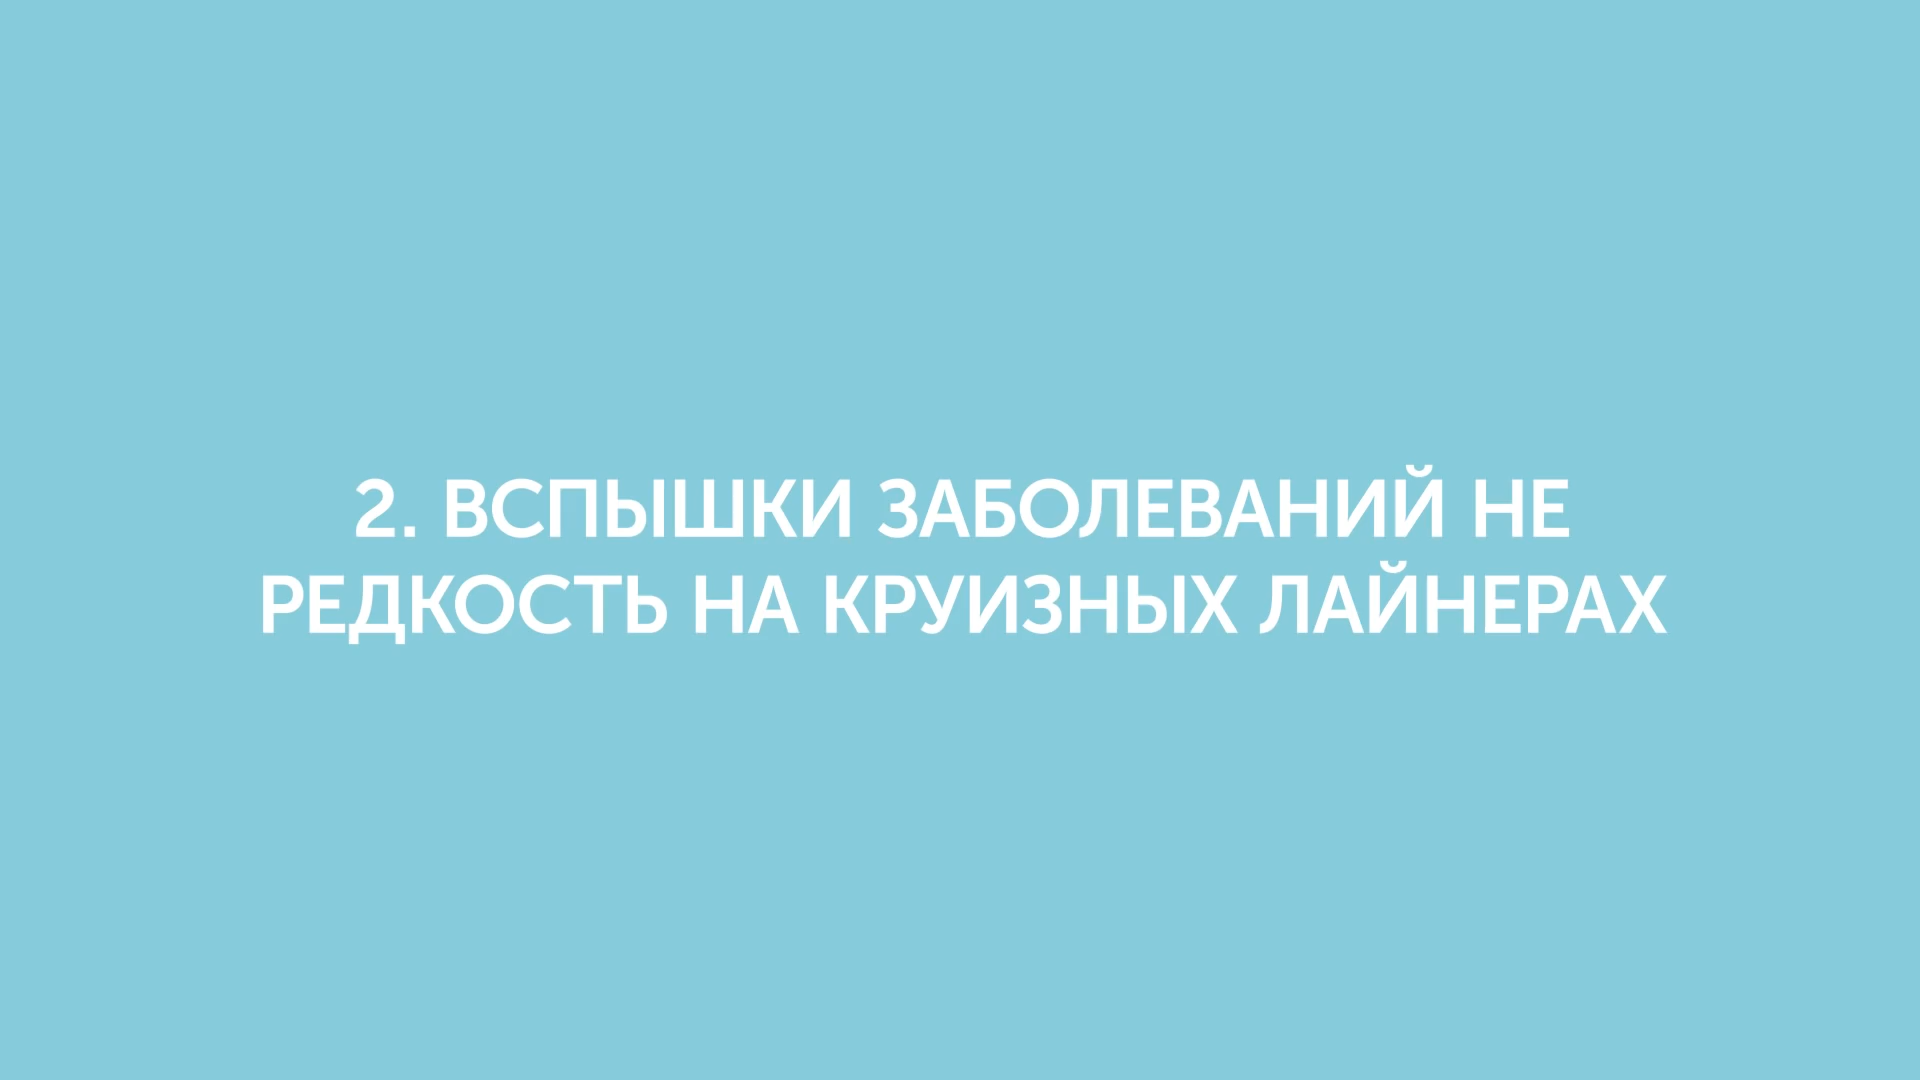 2. ВСПЫШКИ ЗАБОЛЕВАНИЙ НЕ
РЕДКОСТЬ НА КРУИЗНЫХ ЛАЙНЕРАХ